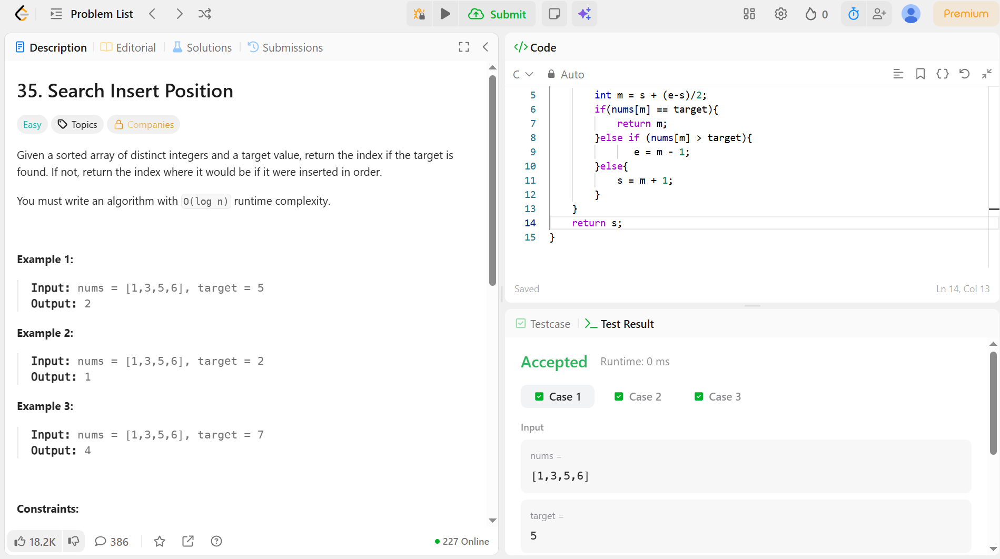 Problem List
Submit
0
Premium
Description
Editorial
Solutions
Submissions
35. Search Insert Position
Easy
Topics
Companies
Given a sorted array of distinct integers and a target value, return the index if the target is
found. If not, return the index where it would be if it were inserted in order.
You must write an algorithm with O(log n) runtime complexity.
Example 1:
Input: nums = [1,3,5,6], target = 5
Output: 2
Example 2:
Input: nums = [1,3,5,6], target = 2
Output: 1
Example 3:
Input: nums = [1,3,5,6], target = 7
Output: 4
Constraints:
18.2K
386
227 Online
</> Code
C
Auto
5 int m = s + (e-s)/2;
6 if(nums[m] == target){
7 return m;
8 }else if (nums[m] > target){
9 e = m - 1;
10 }else{
11 s = m + 1;
12 }
13 }
14 return s;
15 }
Saved
Ln 14, Col 13
Testcase
Test Result
Accepted
Runtime: 0 ms
Case 1
Case 2
Case 3
Input
nums =
[1,3,5,6]
target =
5